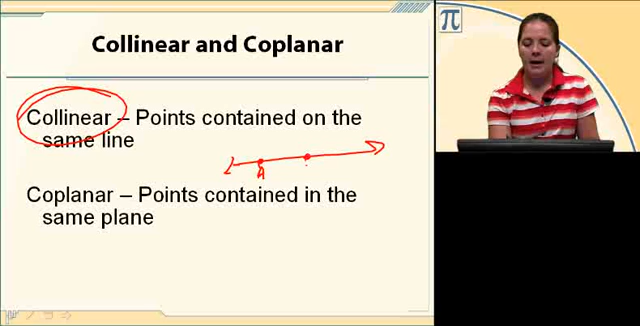 π
Collinear and Coplanar
Collinear – Points contained on the
same line
A
Coplanar – Points contained in the
same plane